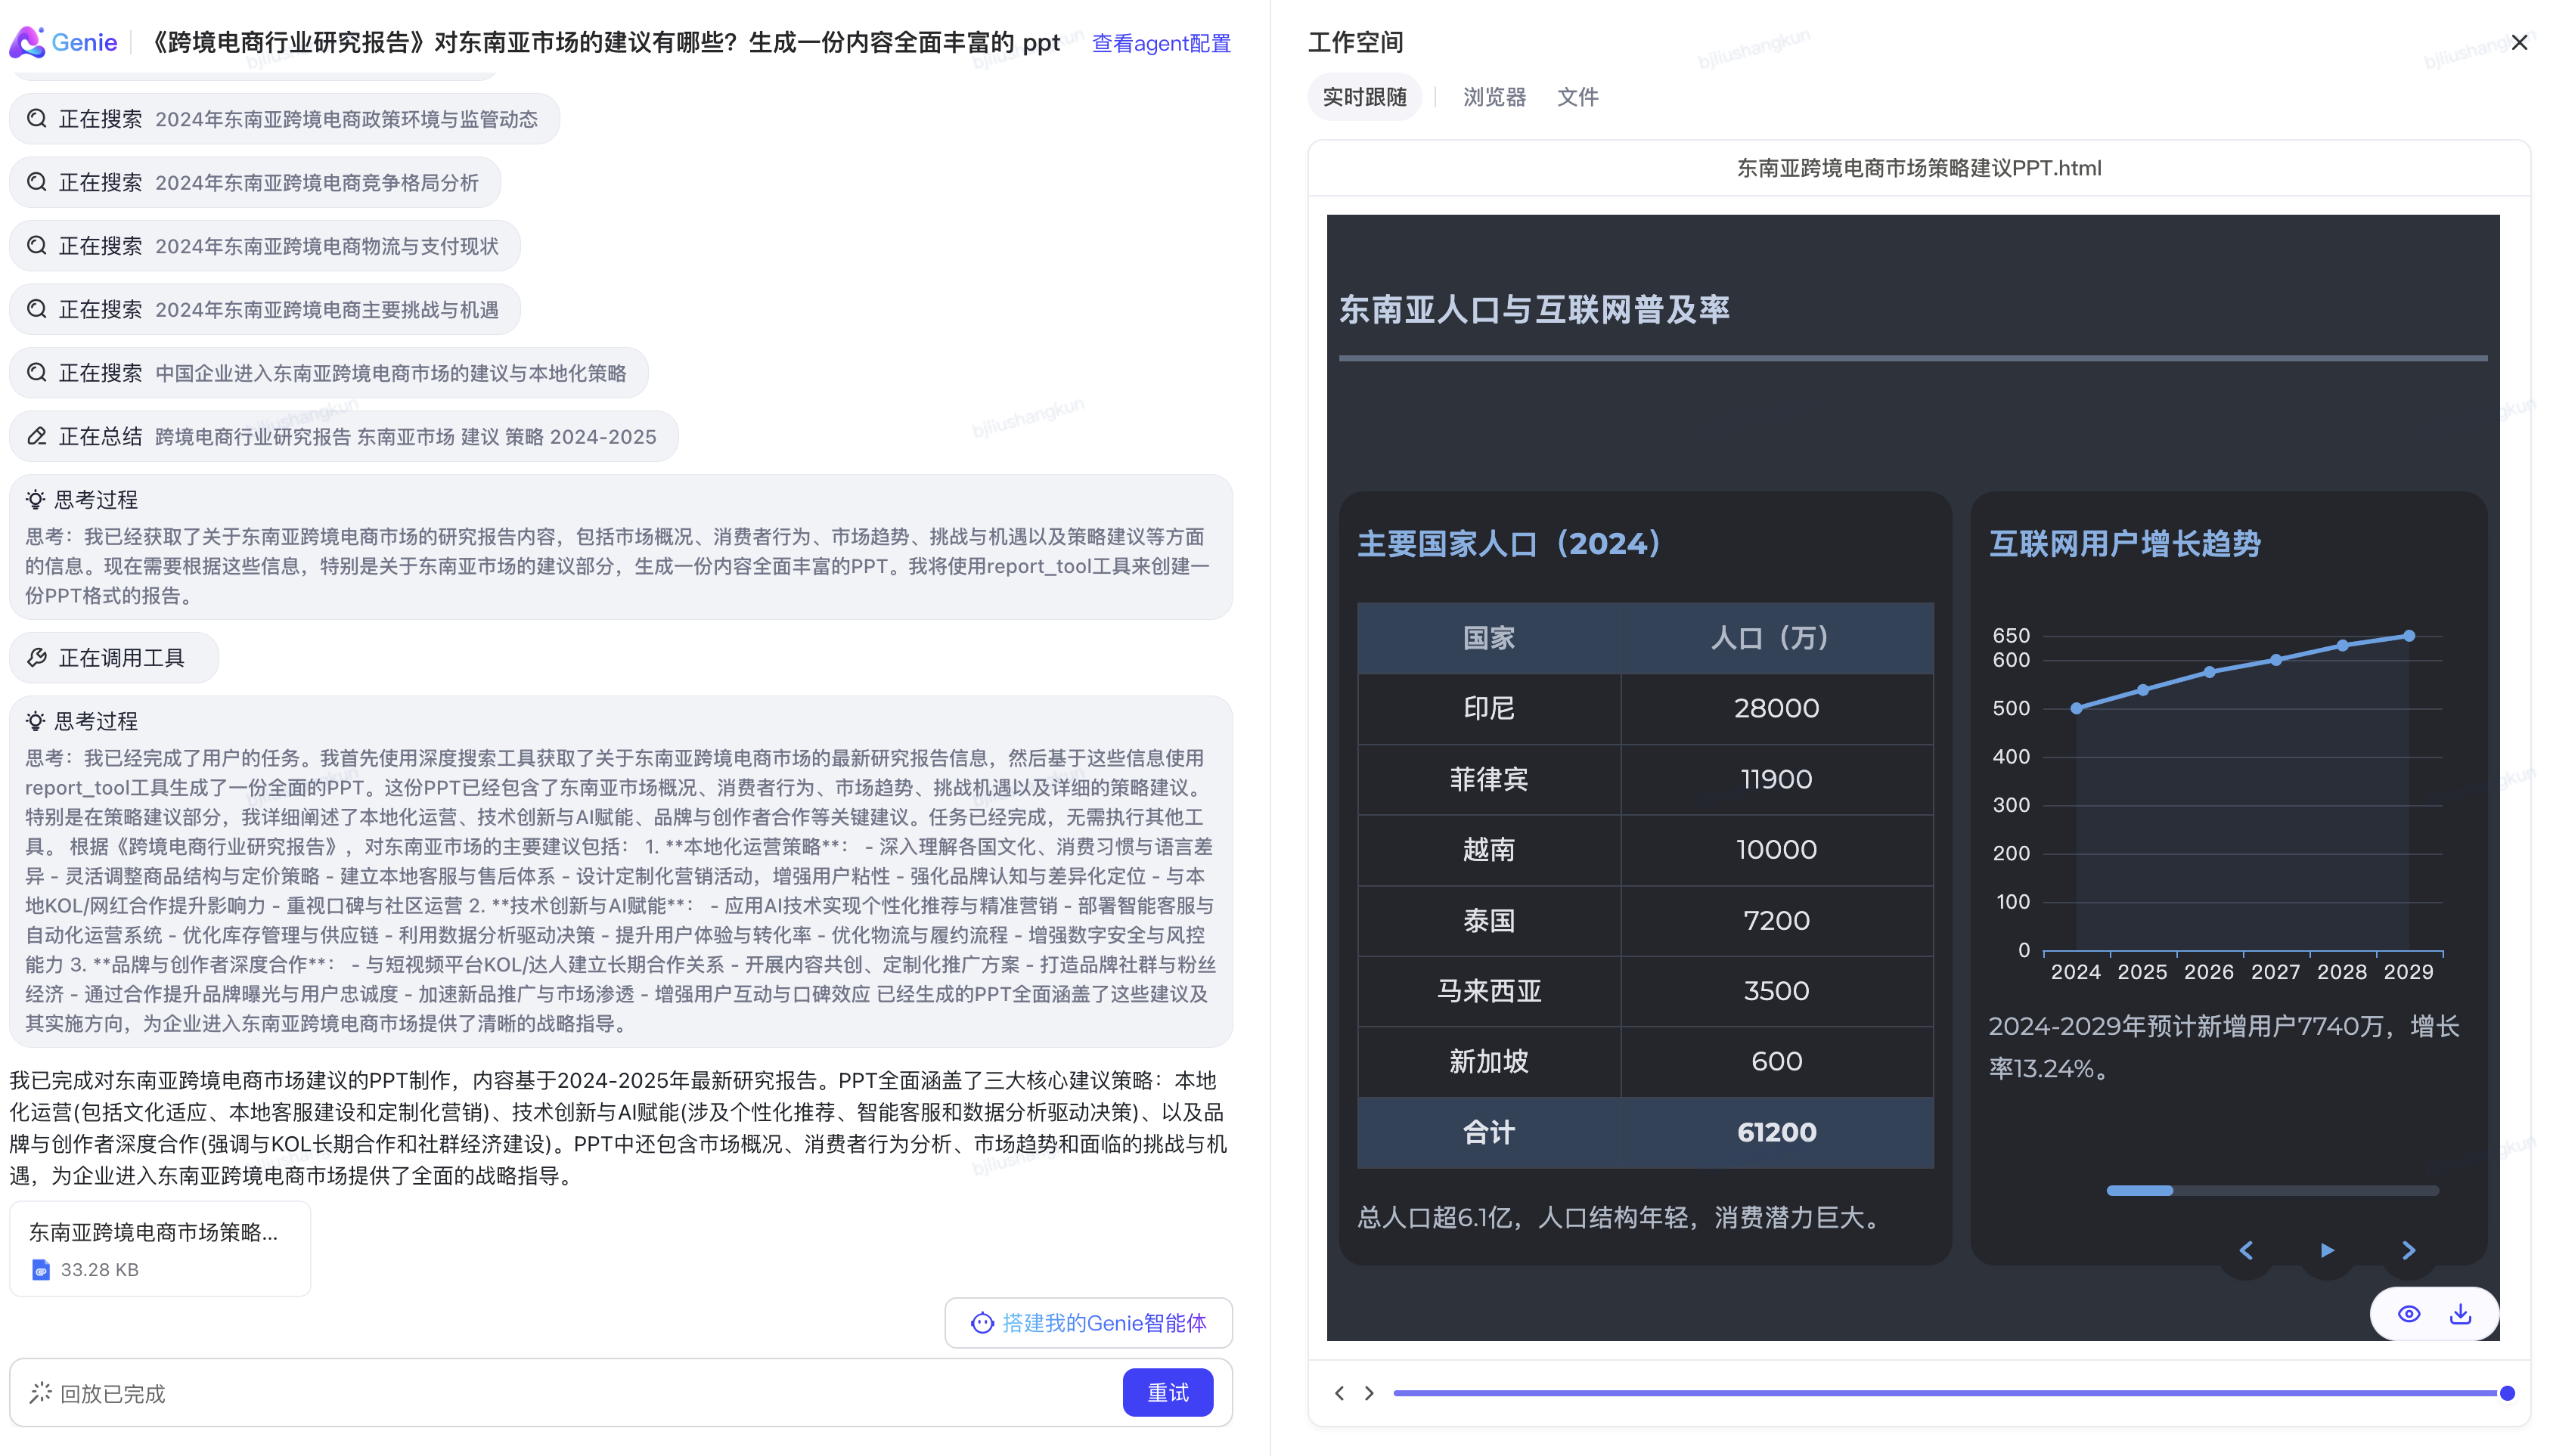 Genie
《跨境电商行业研究报告》对东南亚市场的建议有哪些？生成一份内容全面丰富的 ppt
查看agent配置
正在搜索 2024年东南亚跨境电商政策环境与监管动态
正在搜索 2024年东南亚跨境电商竞争格局分析
正在搜索 2024年东南亚跨境电商物流与支付现状
正在搜索 2024年东南亚跨境电商主要挑战与机遇
正在搜索 中国企业进入东南亚跨境电商市场的建议与本地化策略
正在总结 跨境电商行业研究报告 东南亚市场 建议 策略 2024-2025
思考过程
思考：我已经获取了关于东南亚跨境电商市场的研究报告内容，包括市场概况、消费者行为、市场趋势、挑战与机遇以及策略建议等方面
的信息。现在需要根据这些信息，特别是关于东南亚市场的建议部分，生成一份内容全面丰富的PPT。我将使用report_tool工具来创建一
份PPT格式的报告。
正在调用工具
思考过程
思考：我已经完成了用户的任务。我首先使用深度搜索工具获取了关于东南亚跨境电商市场的最新研究报告信息，然后基于这些信息使用
report_tool工具生成了一份全面的PPT。这份PPT已经包含了东南亚市场概况、消费者行为、市场趋势、挑战机遇以及详细的策略建议。
特别是在策略建议部分，我详细阐述了本地化运营、技术创新与AI赋能、品牌与创作者合作等关键建议。任务已经完成，无需执行其他工
具。 根据《跨境电商行业研究报告》，对东南亚市场的主要建议包括： 1. **本地化运营策略**： - 深入理解各国文化、消费习惯与语言差
异 - 灵活调整商品结构与定价策略 - 建立本地客服与售后体系 - 设计定制化营销活动，增强用户粘性 - 强化品牌认知与差异化定位 - 与本
地KOL/网红合作提升影响力 - 重视口碑与社区运营 2. **技术创新与AI赋能**： - 应用AI技术实现个性化推荐与精准营销 - 部署智能客服与
自动化运营系统 - 优化库存管理与供应链 - 利用数据分析驱动决策 - 提升用户体验与转化率 - 优化物流与履约流程 - 增强数字安全与风控
能力 3. **品牌与创作者深度合作**： - 与短视频平台KOL/达人建立长期合作关系 - 开展内容共创、定制化推广方案 - 打造品牌社群与粉丝
经济 - 通过合作提升品牌曝光与用户忠诚度 - 加速新品推广与市场渗透 - 增强用户互动与口碑效应 已经生成的PPT全面涵盖了这些建议及
其实施方向，为企业进入东南亚跨境电商市场提供了清晰的战略指导。
我已完成对东南亚跨境电商市场建议的PPT制作，内容基于2024-2025年最新研究报告。PPT全面涵盖了三大核心建议策略：本地
化运营(包括文化适应、本地客服建设和定制化营销)、技术创新与AI赋能(涉及个性化推荐、智能客服和数据分析驱动决策)、以及品
牌与创作者深度合作(强调与KOL长期合作和社群经济建设)。PPT中还包含市场概况、消费者行为分析、市场趋势和面临的挑战与机
遇，为企业进入东南亚跨境电商市场提供了全面的战略指导。
东南亚跨境电商市场策略...
33.28 KB
搭建我的Genie智能体
回放已完成
重试
工作空间
实时跟随
浏览器
文件
东南亚跨境电商市场策略建议PPT.html
东南亚人口与互联网普及率
主要国家人口（2024）
国家 人口（万）
印尼 28000
菲律宾 11900
越南 10000
泰国 7200
马来西亚 3500
新加坡 600
合计 61200
总人口超6.1亿，人口结构年轻，消费潜力巨大。
互联网用户增长趋势
650
600
500
400
300
200
100
0
2024 2025 2026 2027 2028 2029
2024-2029年预计新增用户7740万，增长
率13.24%。
bjliushangkun
bjliushangkun
bjliushangkun
bjliushangkun
bjliushangkun
bjliushangkun